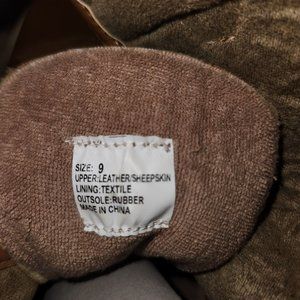 SIZE: 9
UPPER:LEATHER/SHEEPSKIN
LINING:TEXTILE
OUTSOLE:RUBBER
MADE IN CHINA